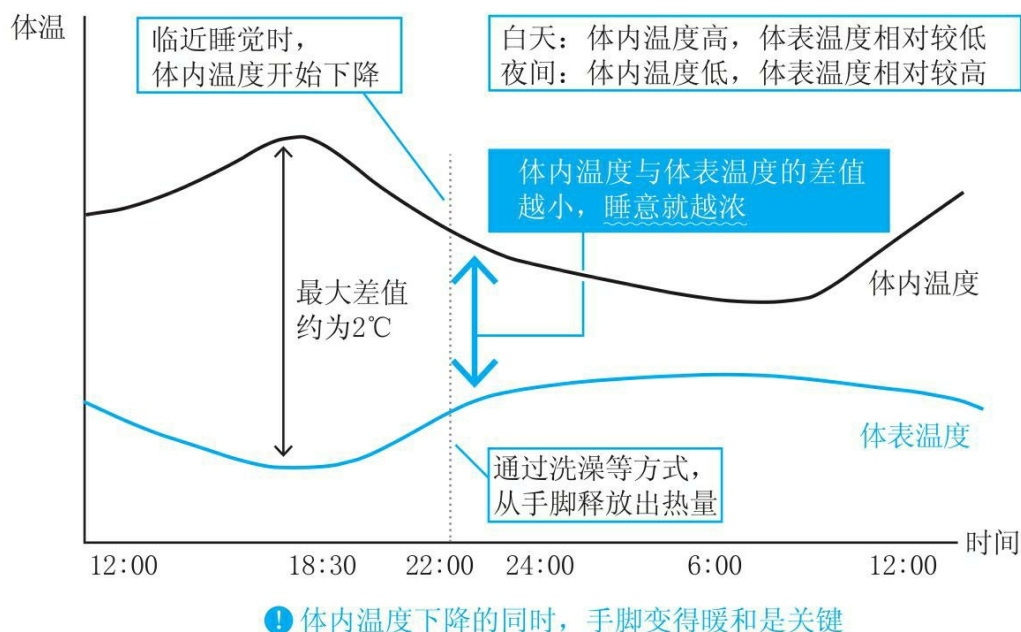 体温
临近睡觉时，
体内温度开始下降
白天：体内温度高，体表温度相对较低
夜间：体内温度低，体表温度相对较高
体内温度与体表温度的差值
越小，睡意就越浓
最大差值
约为2℃
体内温度
体表温度
通过洗澡等方式，
从手脚释放出热量
时间
12:00
18:30
22:00
24:00
6:00
12:00
! 体内温度下降的同时，手脚变得暖和是关键